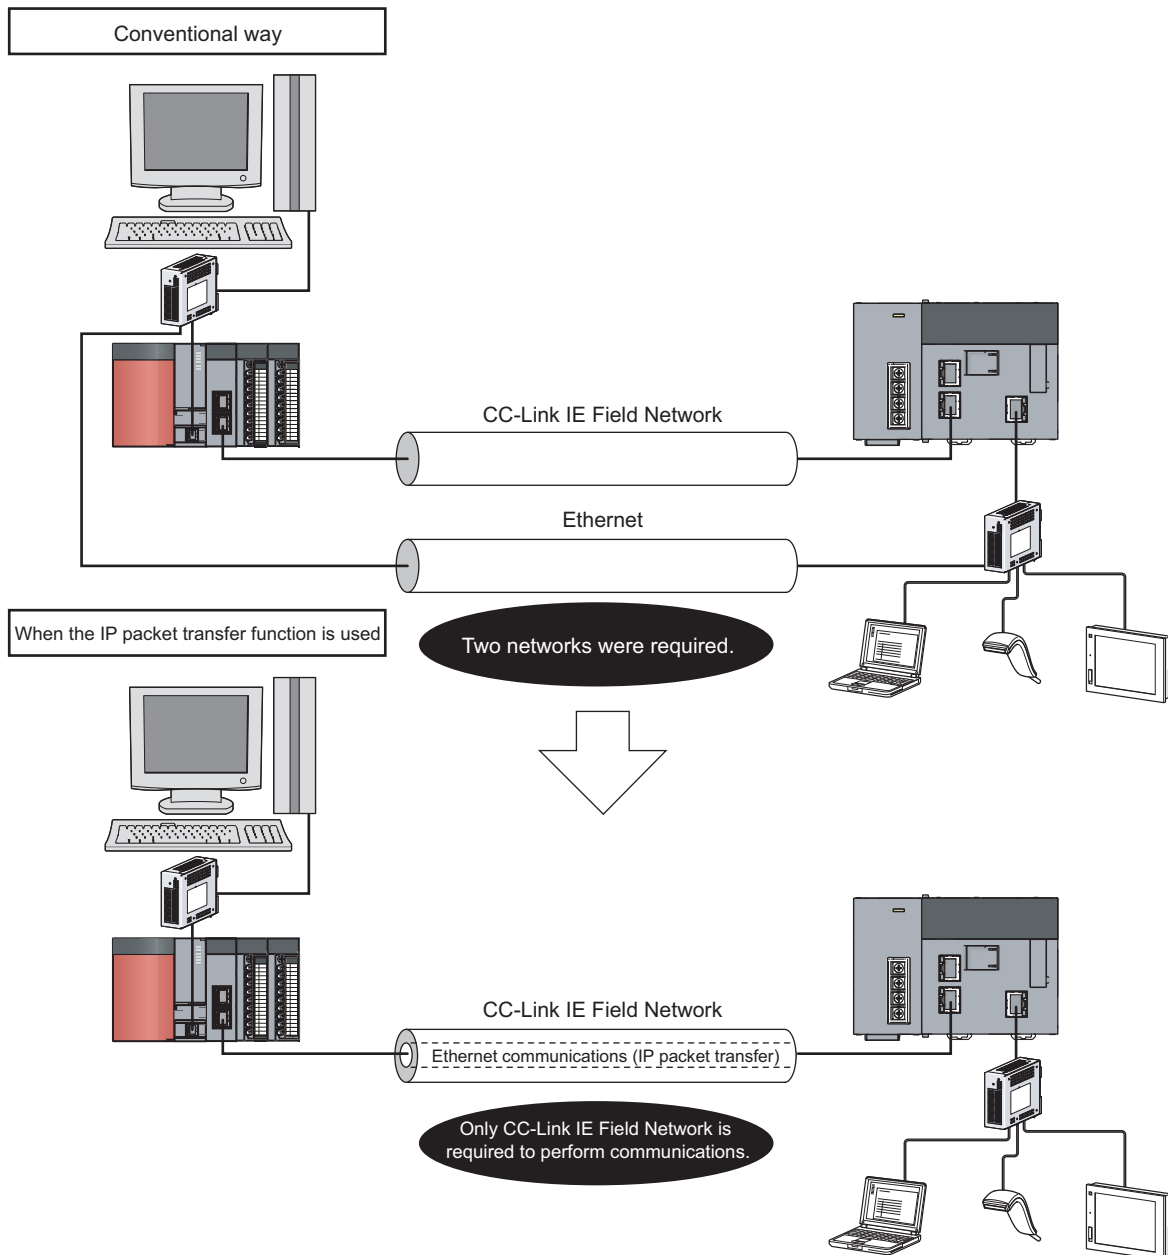 Conventional way
CC-Link IE Field Network
Ethernet
When the IP packet transfer function is used
Two networks were required.
CC-Link IE Field Network
Ethernet communications (IP packet transfer)
Only CC-Link IE Field Network is
required to perform communications.